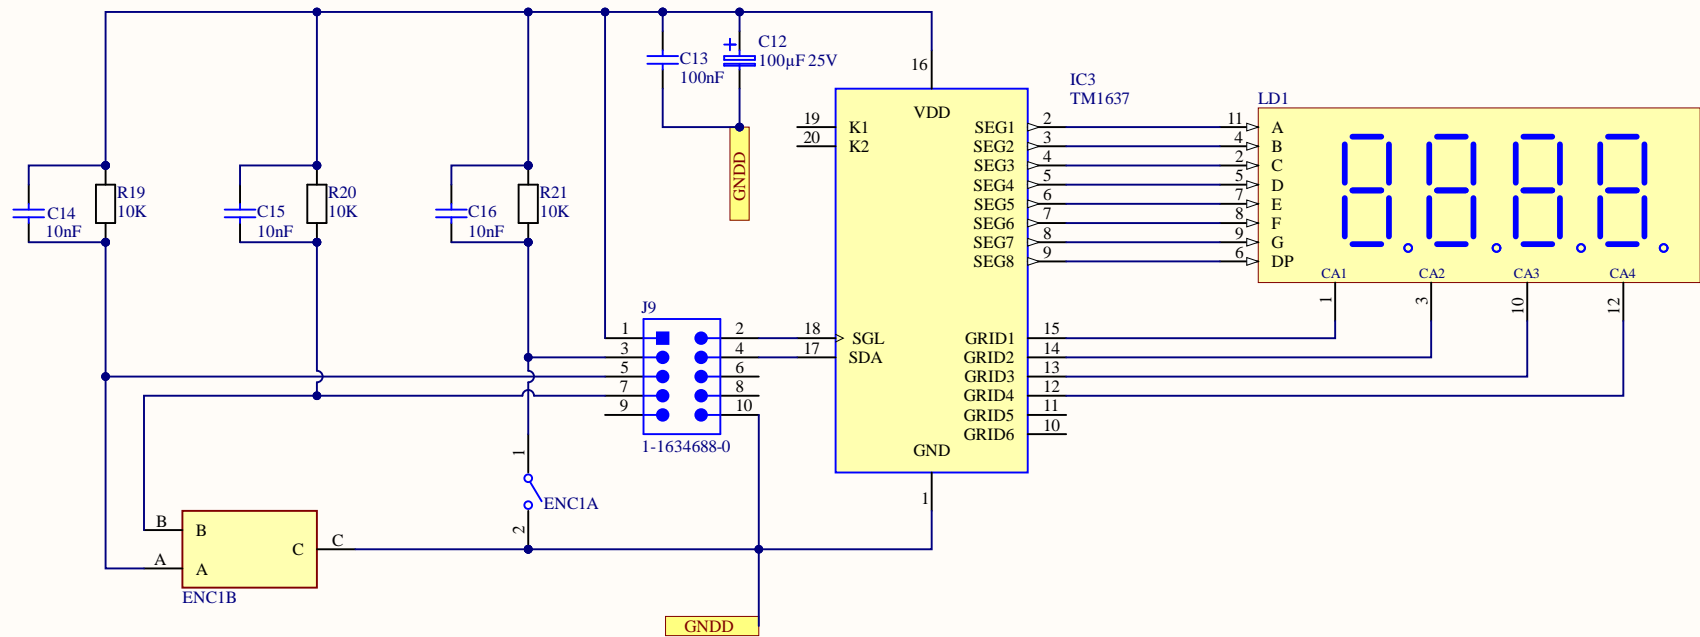 C12
100µF 25V
C13
100nF
GNDD
R19
10K
C14
10nF
R20
10K
C15
10nF
R21
10K
C16
10nF
J9
1 2
3 4
5 6
7 8
9 10
1-1634688-0
1
ENC1A
2
B B
A A
C C
ENC1B
GNDD
IC3
TM1637
16
VDD
19 K1
20 K2
18 SGL
17 SDA
SEG1 2
SEG2 3
SEG3 4
SEG4 5
SEG5 6
SEG6 7
SEG7 8
SEG8 9
GRID1 15
GRID2 14
GRID3 13
GRID4 12
GRID5 11
GRID6 10
GND
1
LD1
11 A
4 B
2 C
5 D
7 E
8 F
9 G
6 DP
8.8.8.8.
CA1 CA2 CA3 CA4
1 3 10 12